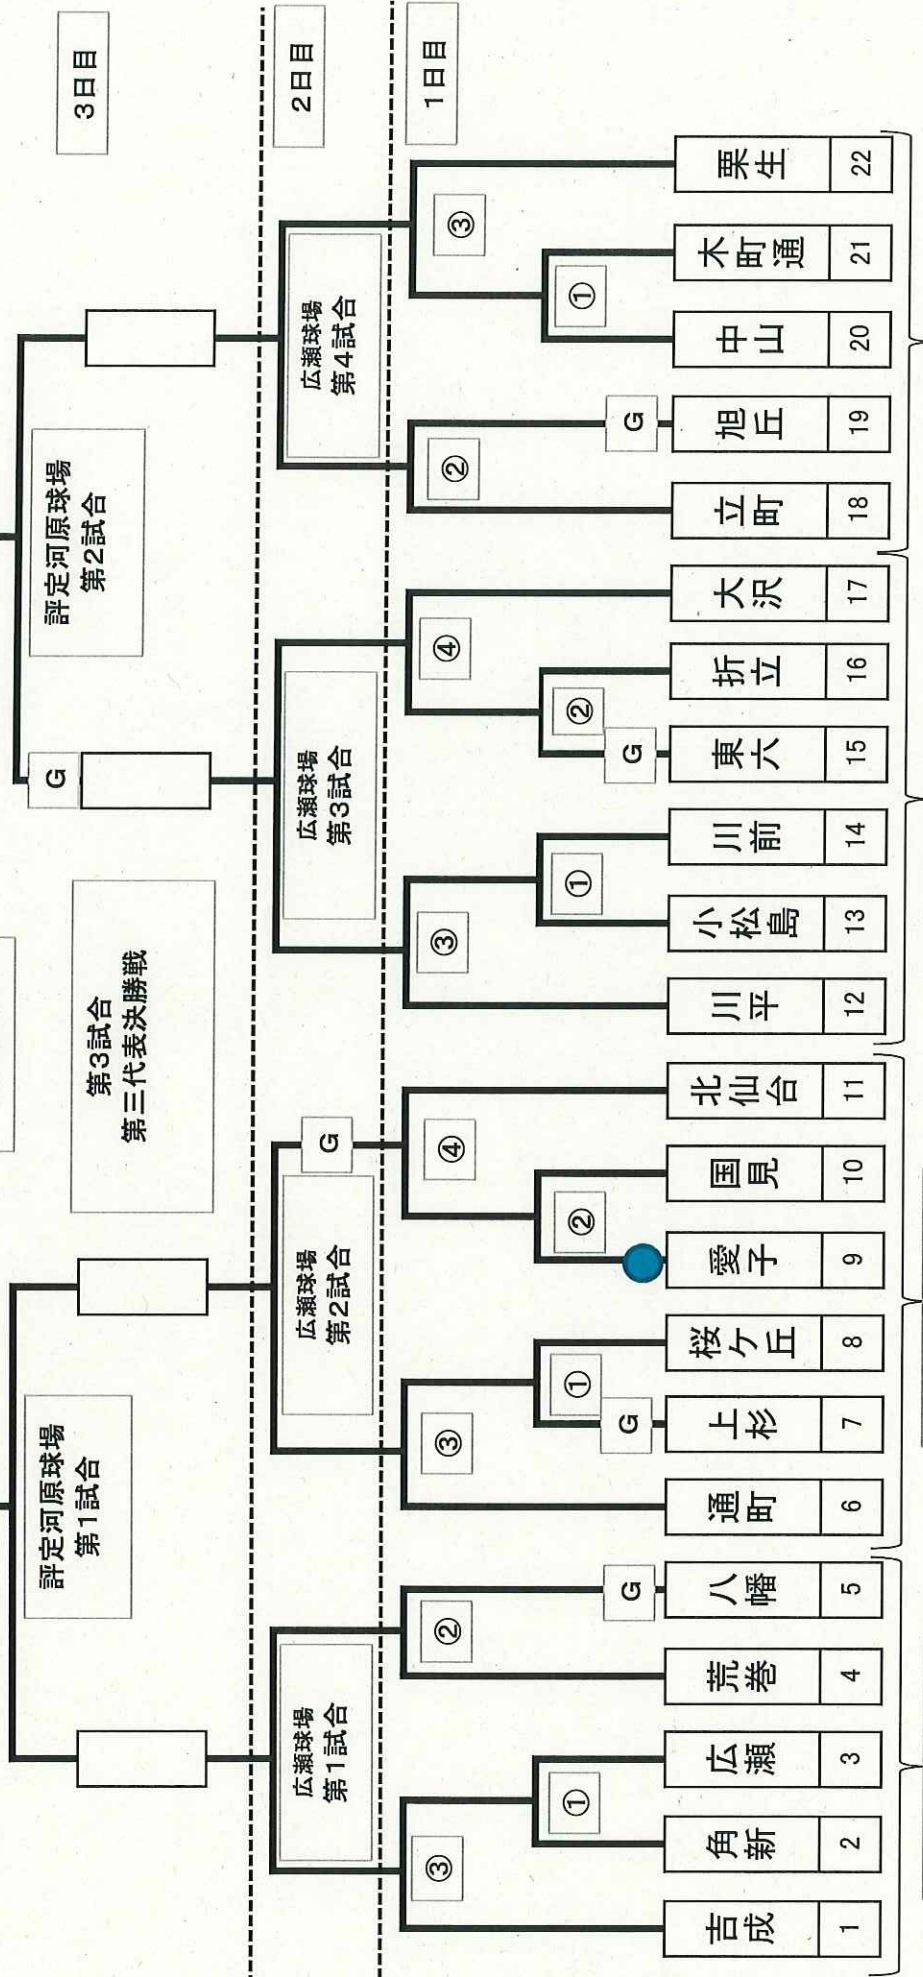 3日目
2日目
1日目
評定河原球場
第1試合
評定河原球場
第2試合
第3試合
第三代表決勝戦
G
広瀬球場
第1試合
広瀬球場
第2試合
G
広瀬球場
第3試合
広瀬球場
第4試合
③
②
③
④
③
④
②
③
①
①
②
①
②
①
G
G
G
G
吉成
角新
広瀬
荒巻
八幡
通町
上杉
桜ケ丘
愛子
国見
北仙台
川平
小松島
川前
東六
折立
大沢
立町
旭丘
中山
木町通
栗生
1
2
3
4
5
6
7
8
9
10
11
12
13
14
15
16
17
18
19
20
21
22